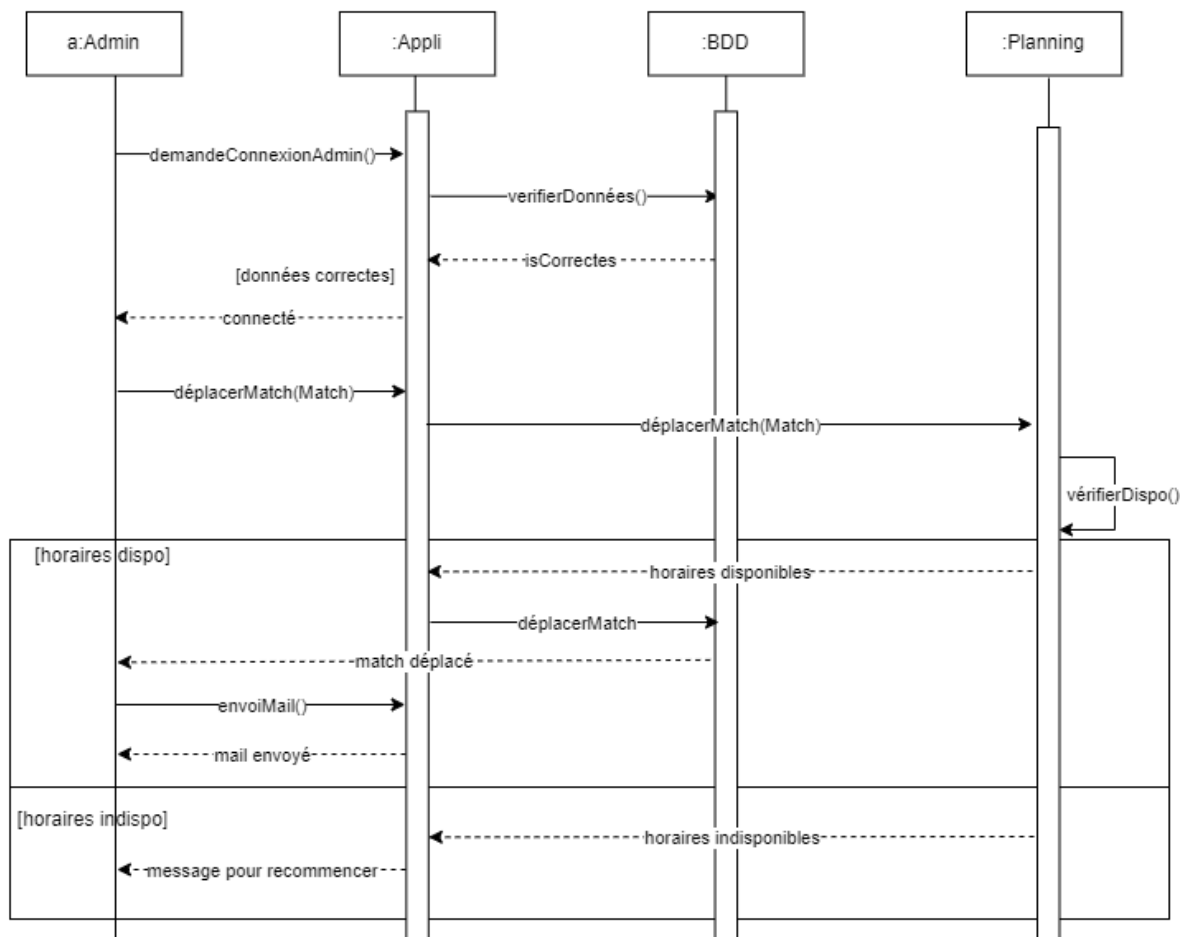 a:Admin
:Appli
:BDD
:Planning
demandeConnexionAdmin()
verifierDonnées()
isCorrectes
[données correctes]
connecté
déplacerMatch(Match)
déplacerMatch(Match)
vérifierDispo()
[horaires dispo]
horaires disponibles
déplacerMatch
match déplacé
envoiMail()
mail envoyé
[horaires indispo]
horaires indisponibles
message pour recommencer